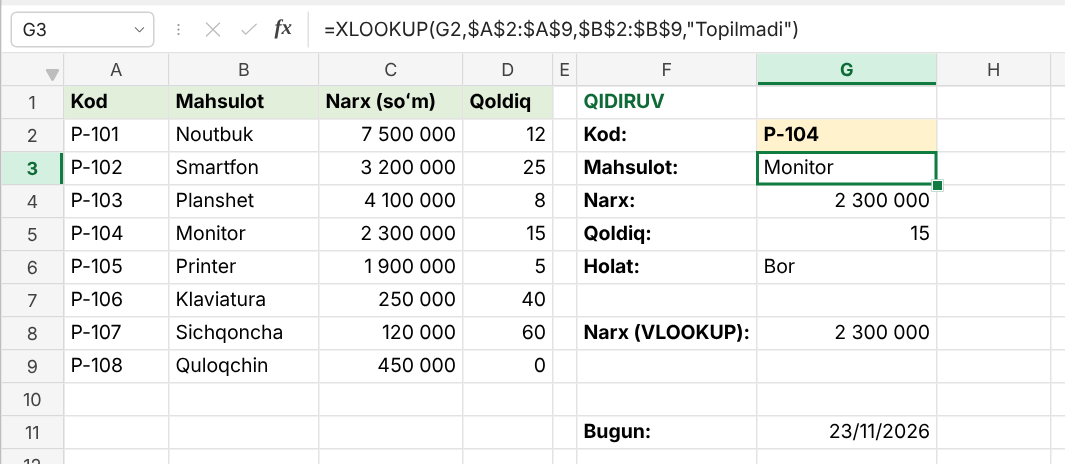 G3 fx =XLOOKUP(G2,$A$2:$A$9,$B$2:$B$9,"Topilmadi")
A B C D E F G H
1 Kod Mahsulot Narx (soʻm) Qoldiq QIDIRUV
2 P-101 Noutbuk 7 500 000 12 Kod: P-104
3 P-102 Smartfon 3 200 000 25 Mahsulot: Monitor
4 P-103 Planshet 4 100 000 8 Narx: 2 300 000
5 P-104 Monitor 2 300 000 15 Qoldiq: 15
6 P-105 Printer 1 900 000 5 Holat: Bor
7 P-106 Klaviatura 250 000 40
8 P-107 Sichqoncha 120 000 60 Narx (VLOOKUP): 2 300 000
9 P-108 Quloqchin 450 000 0
10
11 Bugun: 23/11/2026
12